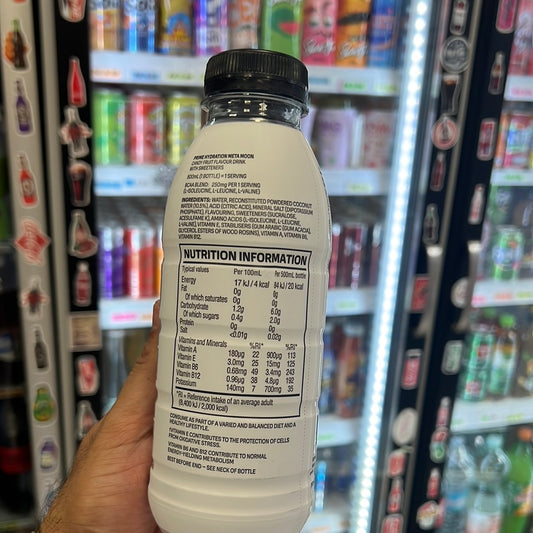 PRIME HYDRATION META MOON
CANDY FRUIT FLAVOUR DRINK
WITH SWEETENERS
500ml (1 BOTTLE) = 1 SERVING
BCAA BLEND: 250mg PER 1 SERVING
(L-ISOLEUCINE, L-LEUCINE, L-VALINE)
INGREDIENTS: WATER, RECONSTITUTED POWDERED COCONUT
WATER (10.5%), ACID (CITRIC ACID), MINERAL SALT (DIPOTASSIUM
PHOSPHATE), FLAVOURING, SWEETENERS (SUCRALOSE,
ACESULFAME K), AMINO ACIDS (L-ISOLEUCINE, L-LEUCINE,
L-VALINE), VITAMIN E, STABILISERS (GUM ARABIC (GUM ACACIA),
GLYCEROL ESTERS OF WOOD ROSINS), VITAMIN A, VITAMIN B6,
VITAMIN B12.
NUTRITION INFORMATION
Typical values Per 100mL Per 500mL bottle
Energy 17 kJ / 4 kcal 84 kJ / 20 kcal
Fat 0g 0g
Of which saturates 0g 0g
Carbohydrate 1.2g 6.0g
Of which sugars 0.4g 2.0g
Protein 0g 0g
Salt <0.01g 0.02g
Vitamins and Minerals %RI* %RI*
Vitamin A 180µg 22 900µg 113
Vitamin E 3.0mg 25 15mg 125
Vitamin B6 0.68mg 49 3.4mg 243
Vitamin B12 0.96µg 38 4.8µg 192
Potassium 140mg 7 700mg 35
*RI = Reference intake of an average adult
(8,400 kJ / 2,000 kcal)
CONSUME AS PART OF A VARIED AND BALANCED DIET AND A
HEALTHY LIFESTYLE.
†VITAMIN E CONTRIBUTES TO THE PROTECTION OF CELLS
FROM OXIDATIVE STRESS.
VITAMIN B6 AND B12 CONTRIBUTE TO NORMAL
ENERGY-YIELDING METABOLISM
BEST BEFORE END – SEE NECK OF BOTTLE